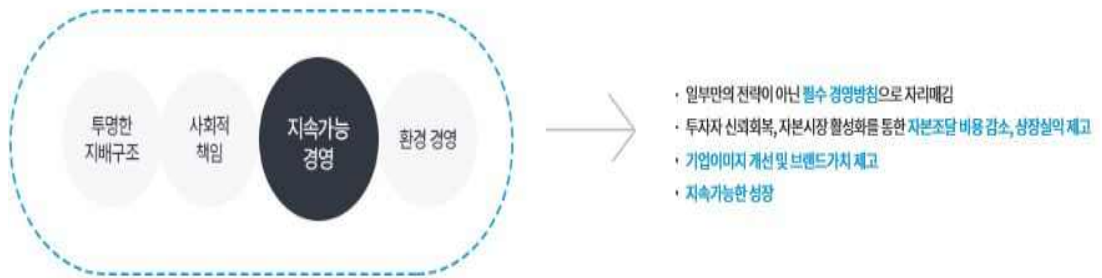 투명한
지배구조
사회적
책임
지속가능
경영
환경 경영
· 일부만의 전략이 아닌 필수 경영방침으로 자리매김
· 투자자 신뢰회복, 자본시장 활성화를 통한 자본조달 비용 감소, 상장실익 제고
· 기업이미지 개선 및 브랜드가치 제고
· 지속가능한 성장